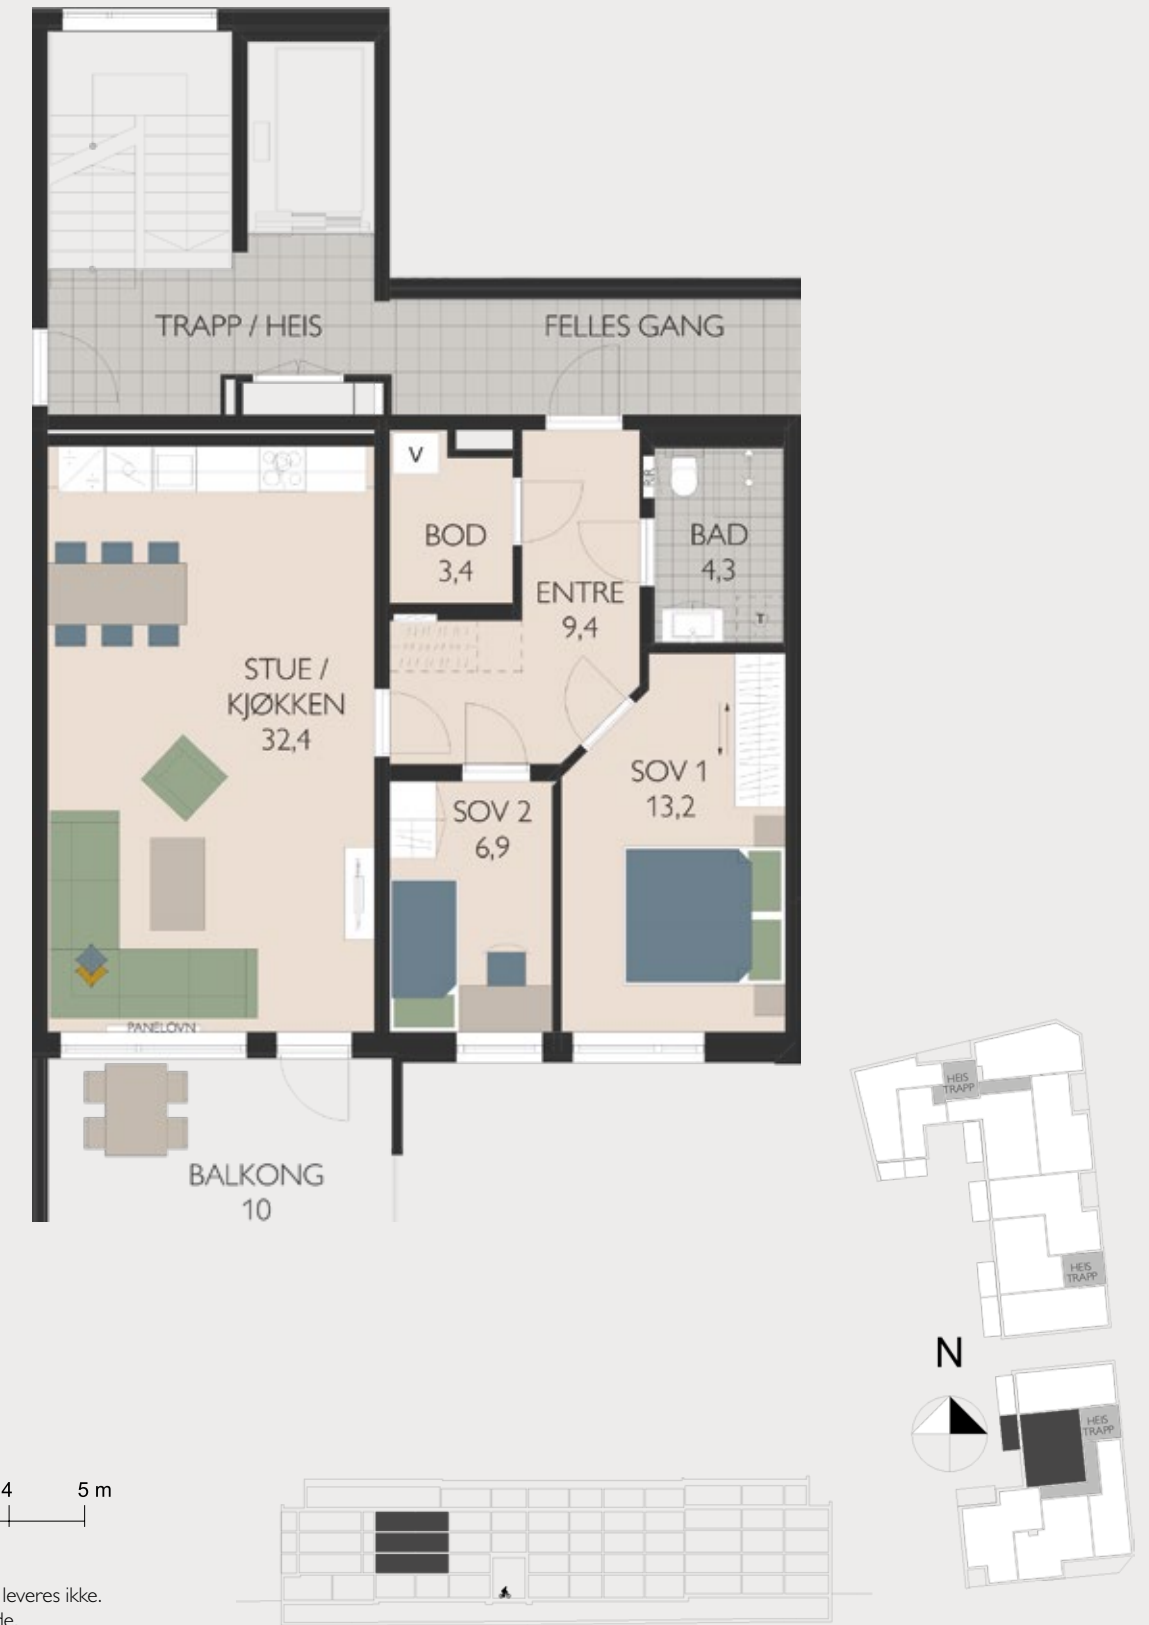 TRAPP / HEIS
FELLES GANG
V
BOD
3,4
R.R.
BAD
4,3
T
ENTRE
9,4
STUE /
KJØKKEN
32,4
SOV 1
13,2
SOV 2
6,9
PANELOVN
BALKONG
10
HEIS
TRAPP
HEIS
TRAPP
N
HEIS
TRAPP
4
5 m
leveres ikke.
de